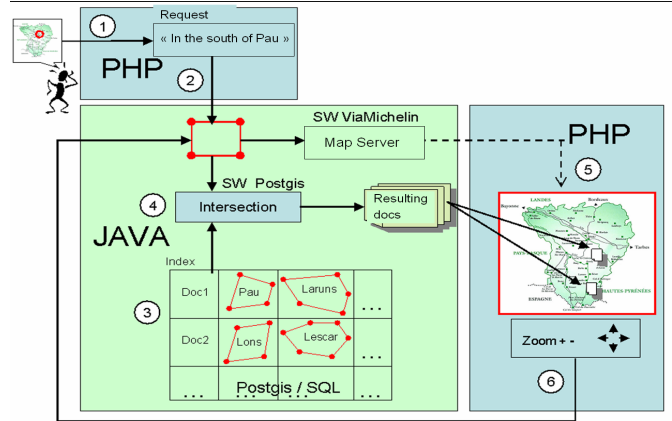 Request
1
« In the south of Pau »
PHP
2
SW ViaMichelin
Map Server
PHP
5
SW Postgis
4
Intersection
Resulting
docs
JAVA
Index
3
Doc1
Pau
Laruns
...
Doc2
Lons
Lescar
...
... ... ... ...
Postgis / SQL
LANDES
Bordeaux
Bayonne
Tarbes
PAYS BASQUE
ESPAGNE
HAUTES-PYRÉNÉES
Zoom + -
6